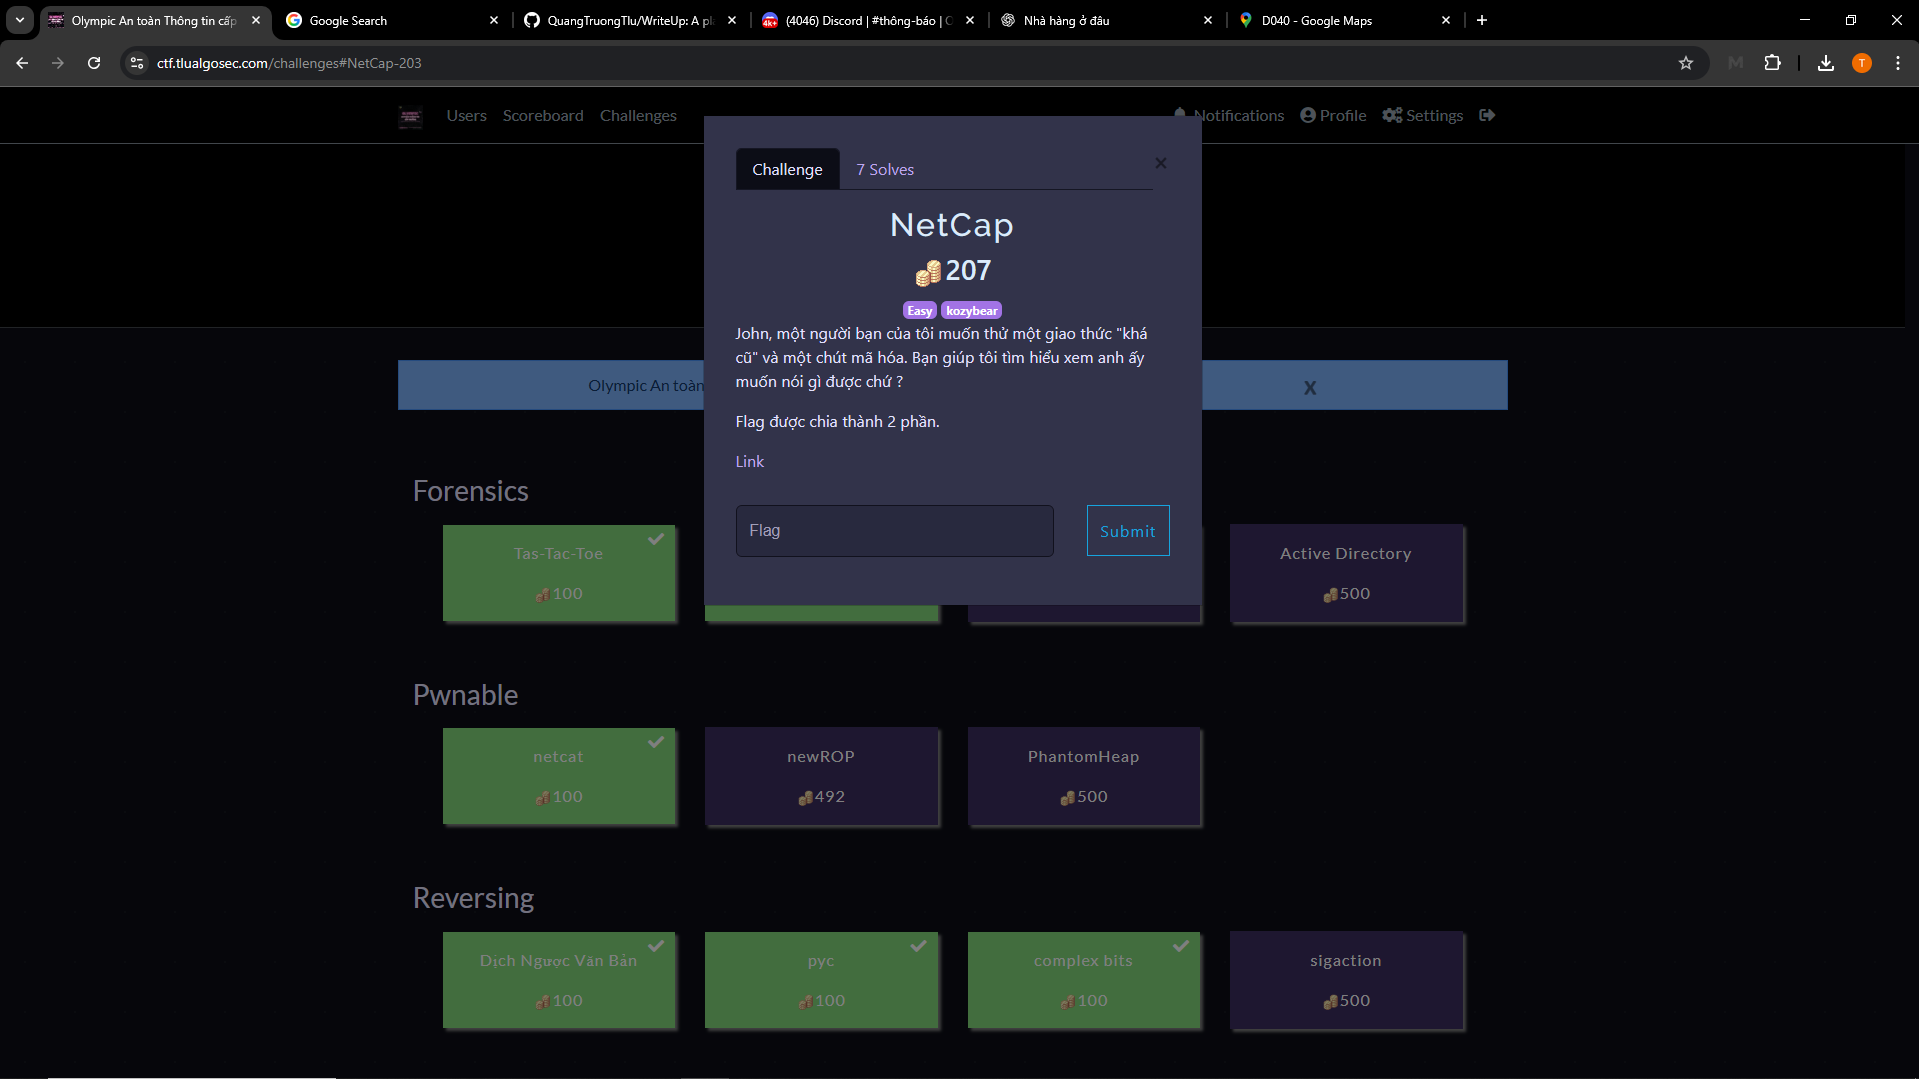 Olympic An toàn Thông tin cấp
Google Search
QuangTruongTlu/WriteUp: A pl
(4046) Discord | #thông-báo | C
Nhà hàng ở đâu
D040 - Google Maps
ctf.tlualgosec.com/challenges#NetCap-203
M
T
Users
Scoreboard
Challenges
Notifications
Profile
Settings
Challenge
7 Solves
×
NetCap
207
Easy
kozybear
John, một người bạn của tôi muốn thử một giao thức "khá
cũ" và một chút mã hóa. Bạn giúp tôi tìm hiểu xem anh ấy
muốn nói gì được chứ ?
Olympic An toàn
X
Flag được chia thành 2 phần.
Link
Flag
Submit
Forensics
Tas-Tac-Toe
100
Active Directory
500
Pwnable
netcat
100
newROP
492
PhantomHeap
500
Reversing
Dịch Ngược Văn Bản
100
pyc
100
complex bits
100
sigaction
500